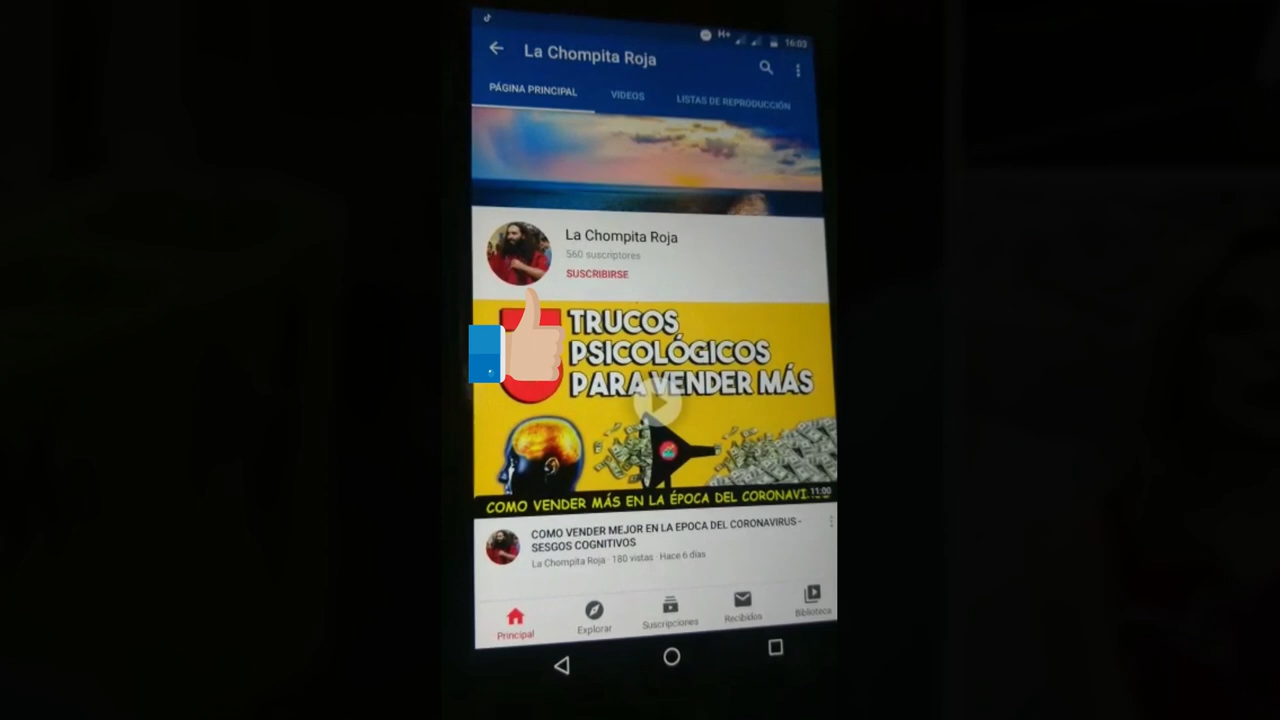 H+ 16:03
La Chompita Roja
PÁGINA PRINCIPAL VIDEOS LISTAS DE REPRODUCCIÓN
La Chompita Roja
560 suscriptores
SUSCRIBIRSE
TRUCOS
PSICOLÓGICOS
PARA VENDER MÁS
11:00
COMO VENDER MÁS EN LA ÉPOCA DEL
COMO VENDER MEJOR EN LA EPOCA DEL CORONAVIRUS -
SESGOS COGNITIVOS
La Chompita Roja · 180 vistas · Hace 6 días
Principal Explorar Suscripciones Recibidos Biblioteca